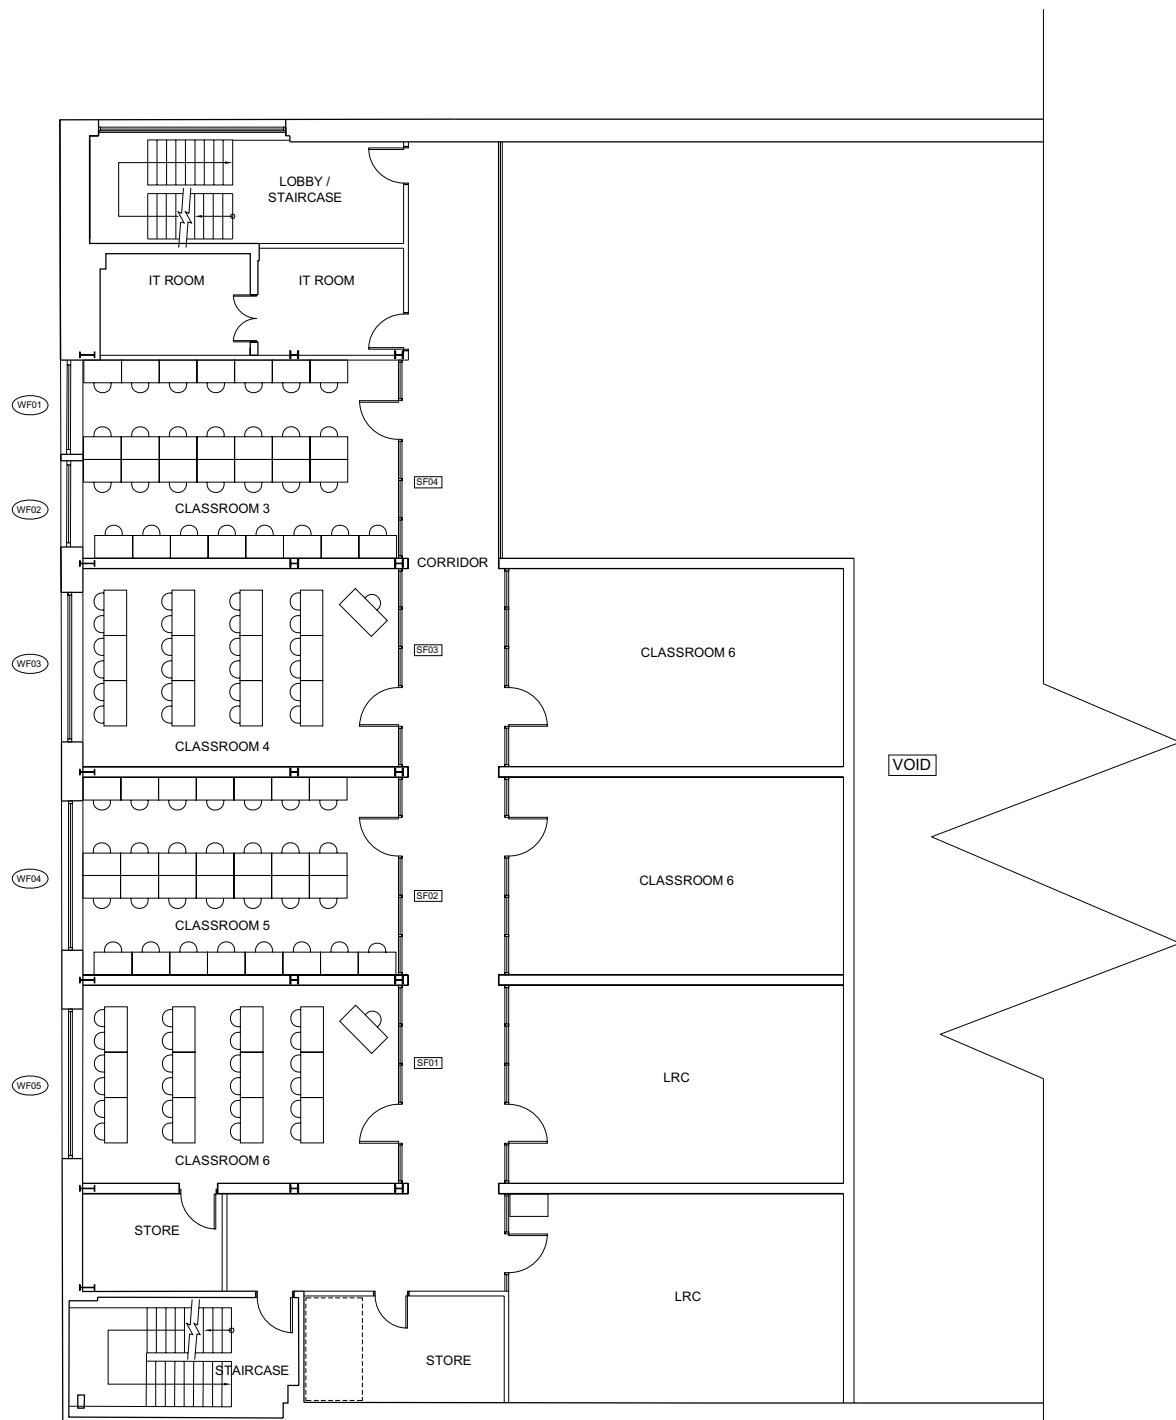 LOBBY /
STAIRCASE
IT ROOM
IT ROOM
WF01
SF04
WF02
CLASSROOM 3
CORRIDOR
SF03
CLASSROOM 6
WF03
CLASSROOM 4
VOID
WF04
CLASSROOM 6
SF02
CLASSROOM 5
SF01
WF05
LRC
CLASSROOM 6
STORE
LRC
STORE
STAIRCASE